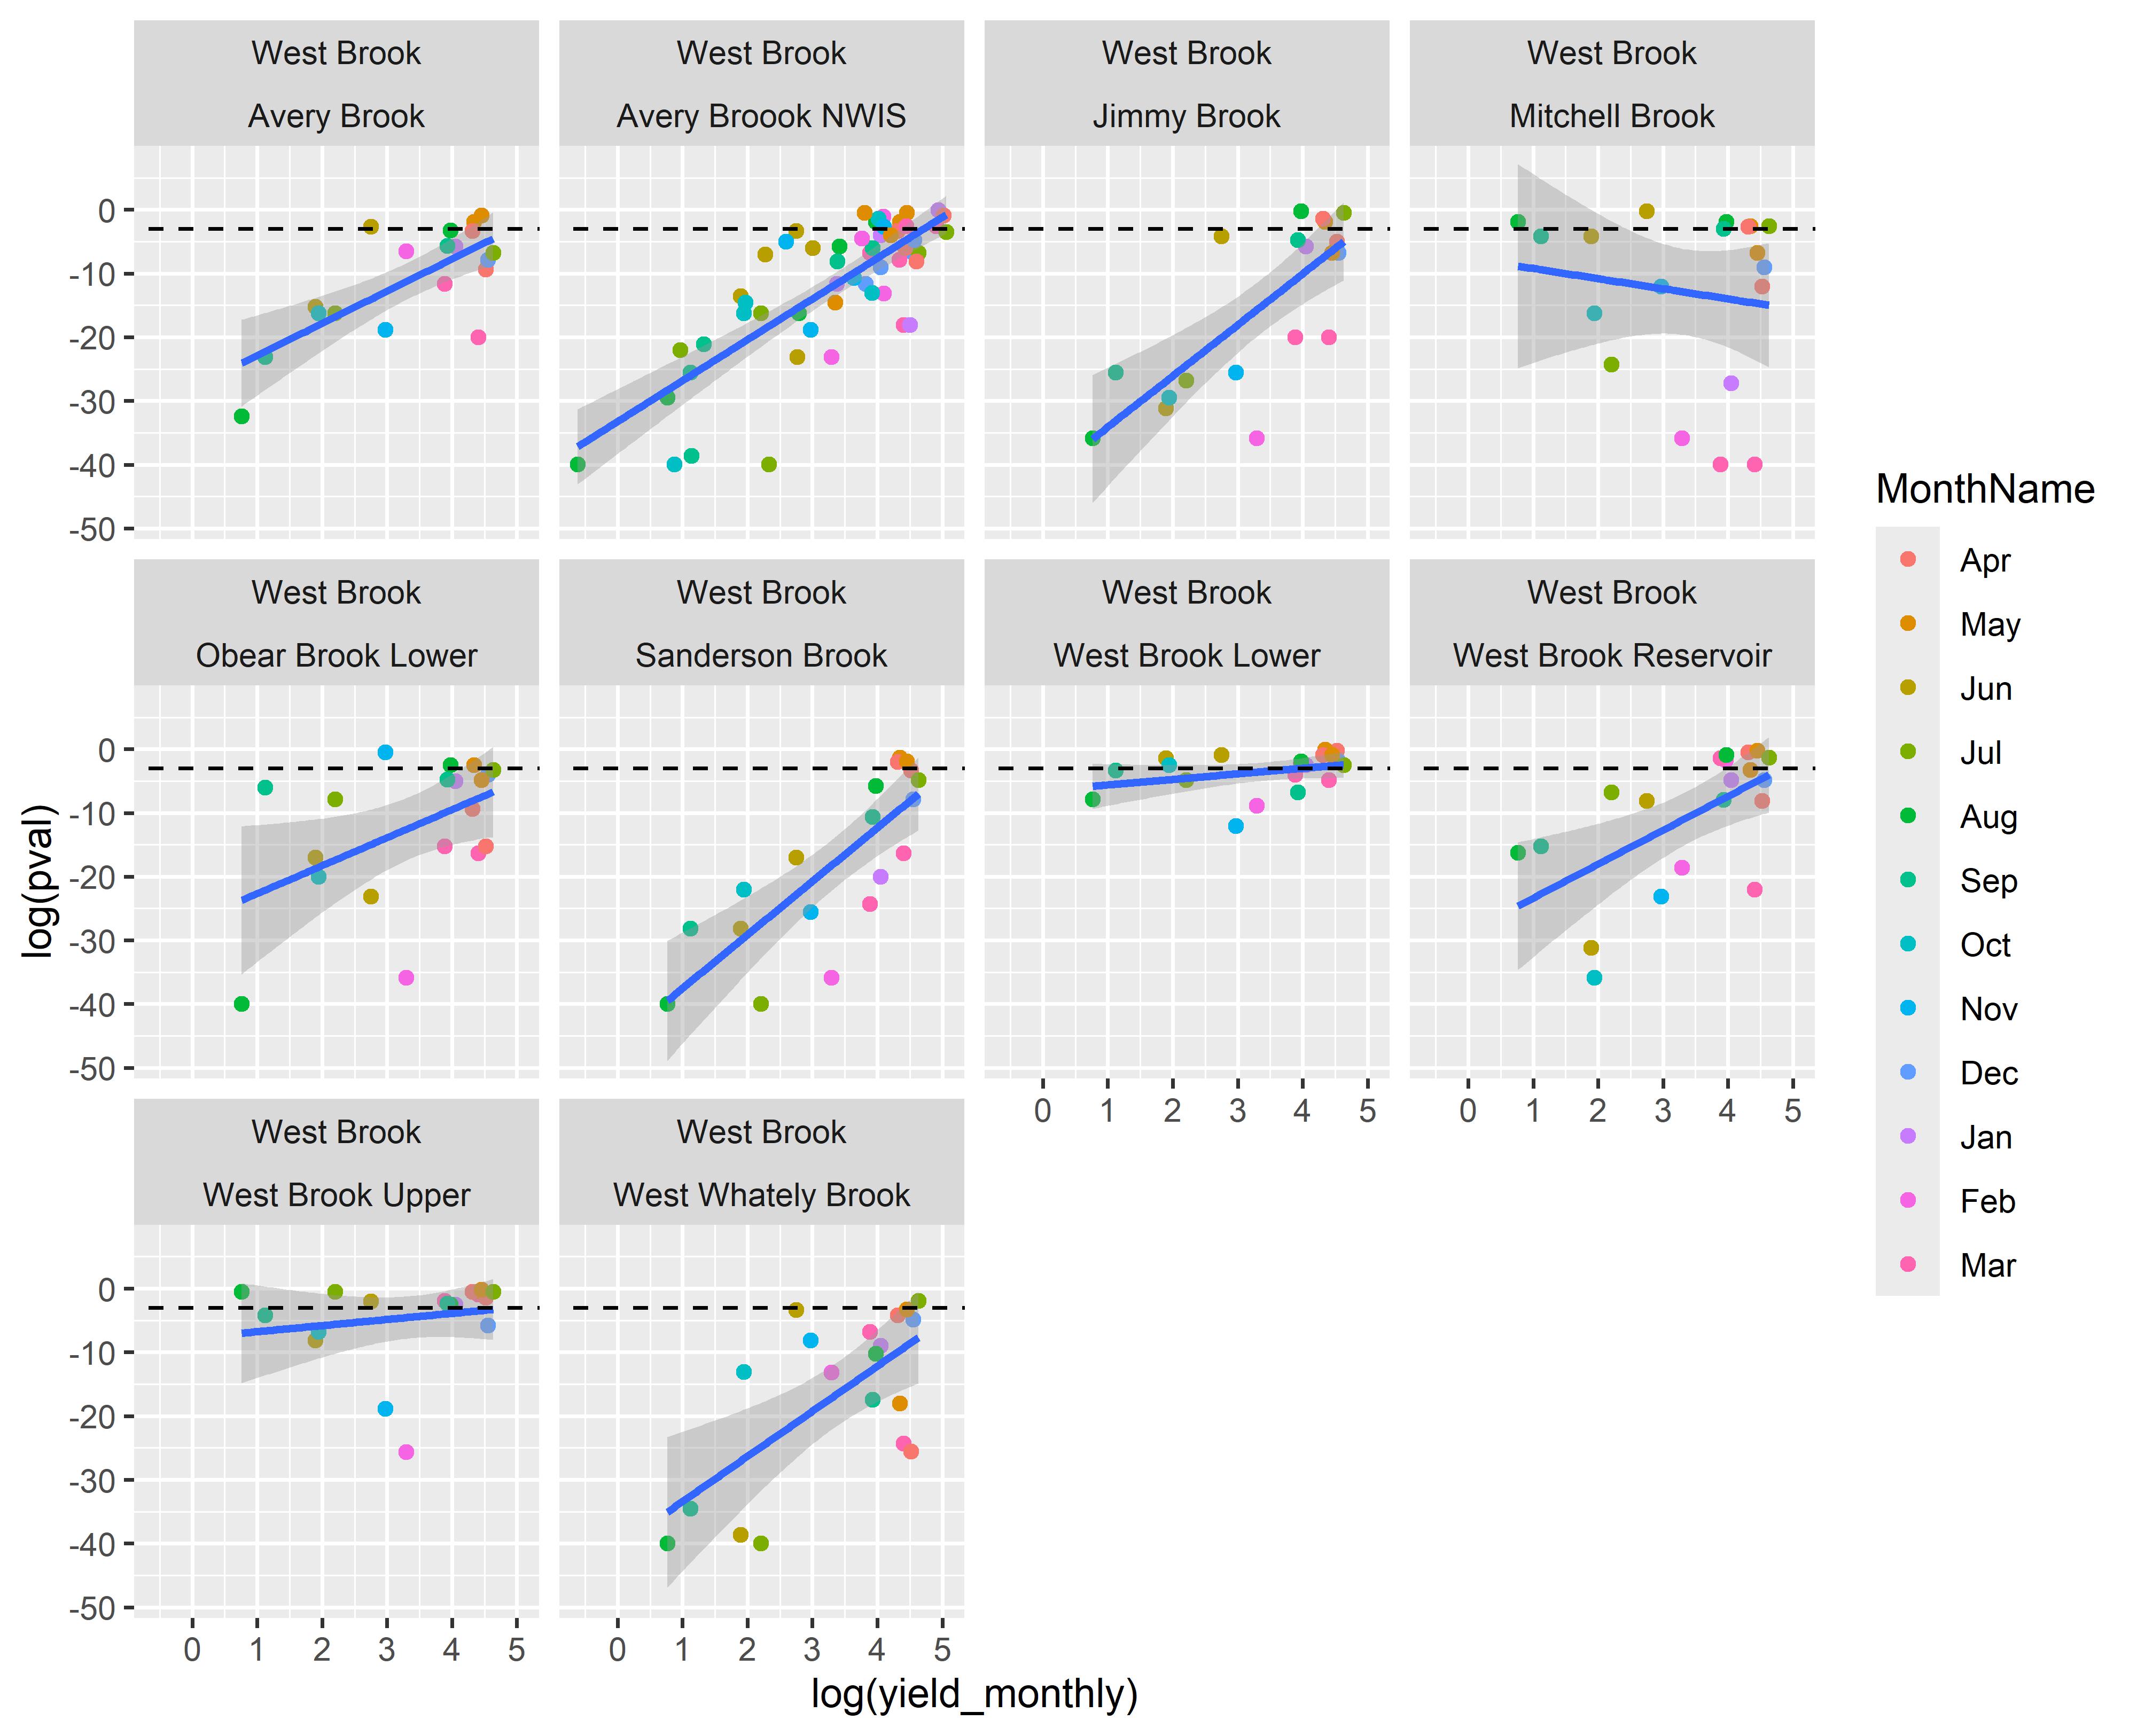 West Brook
Avery Brook
West Brook
Avery Broook NWIS
West Brook
Jimmy Brook
West Brook
Mitchell Brook
0
-10
-20
-30
-40
-50
West Brook
Obear Brook Lower
West Brook
Sanderson Brook
West Brook
West Brook Lower
West Brook
West Brook Reservoir
0
-10
-20
-30
-40
-50
0 1 2 3 4 5
0 1 2 3 4 5
West Brook
West Brook Upper
West Brook
West Whately Brook
0
-10
-20
-30
-40
-50
0 1 2 3 4 5
0 1 2 3 4 5
log(yield_monthly)
log(pval)
MonthName
Apr
May
Jun
Jul
Aug
Sep
Oct
Nov
Dec
Jan
Feb
Mar